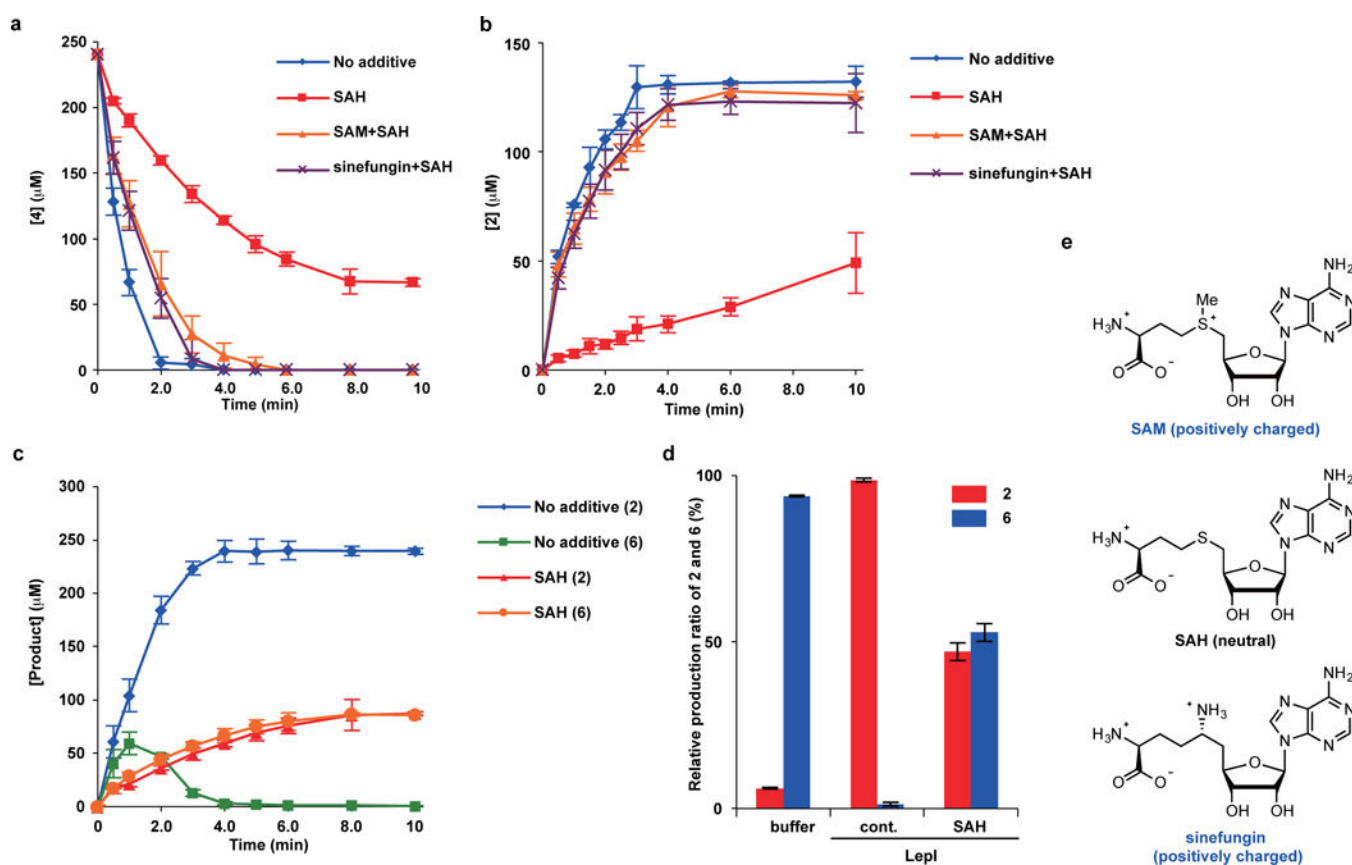 a
250
200
150
100
50
0
[4] (μM)
0
2.0
4.0
6.0
8.0
10
Time (min)
No additive
SAH
SAM+SAH
sinefungin+SAH
b
150
100
50
0
[2] (μM)
0
2.0
4.0
6.0
8.0
10
Time (min)
No additive
SAH
SAM+SAH
sinefungin+SAH
c
300
250
200
150
100
50
0
[Product] (μM)
0
2.0
4.0
6.0
8.0
10
Time (min)
No additive (2)
No additive (6)
SAH (2)
SAH (6)
d
100
50
0
Relative production ratio of 2 and 6 (%)
2
6
buffer
cont.
SAH
LepI
e
NH2
N
N
N
N
Me
S+
H3N+
O
O-
O
OH
OH
SAM (positively charged)
NH2
N
N
N
N
S
H3N+
O
O-
O
OH
OH
SAH (neutral)
NH2
N
N
N
N
+NH3
H3N+
O
O-
O
OH
OH
sinefungin
(positively charged)